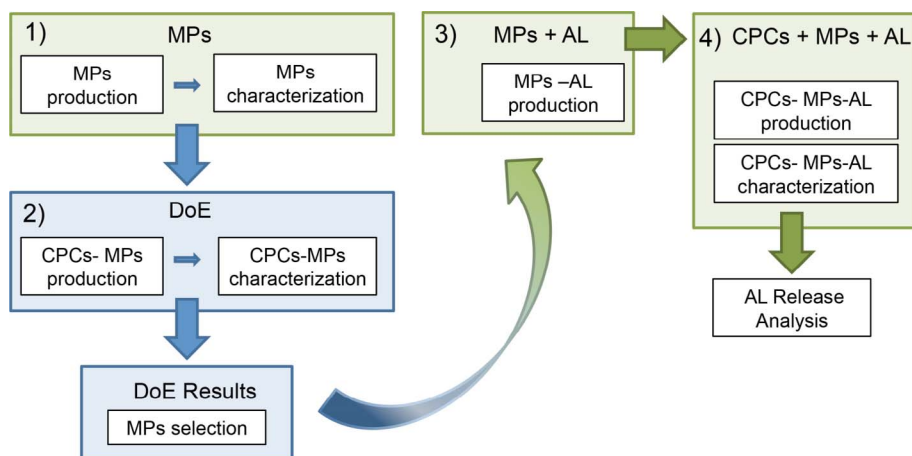 1)
MPs
MPs
production
MPs
characterization
2)
DoE
CPCs- MPs
production
CPCs-MPs
characterization
DoE Results
MPs selection
3)
MPs + AL
MPs –AL
production
4)
CPCs + MPs + AL
CPCs- MPs-AL
production
CPCs- MPs-AL
characterization
AL Release
Analysis